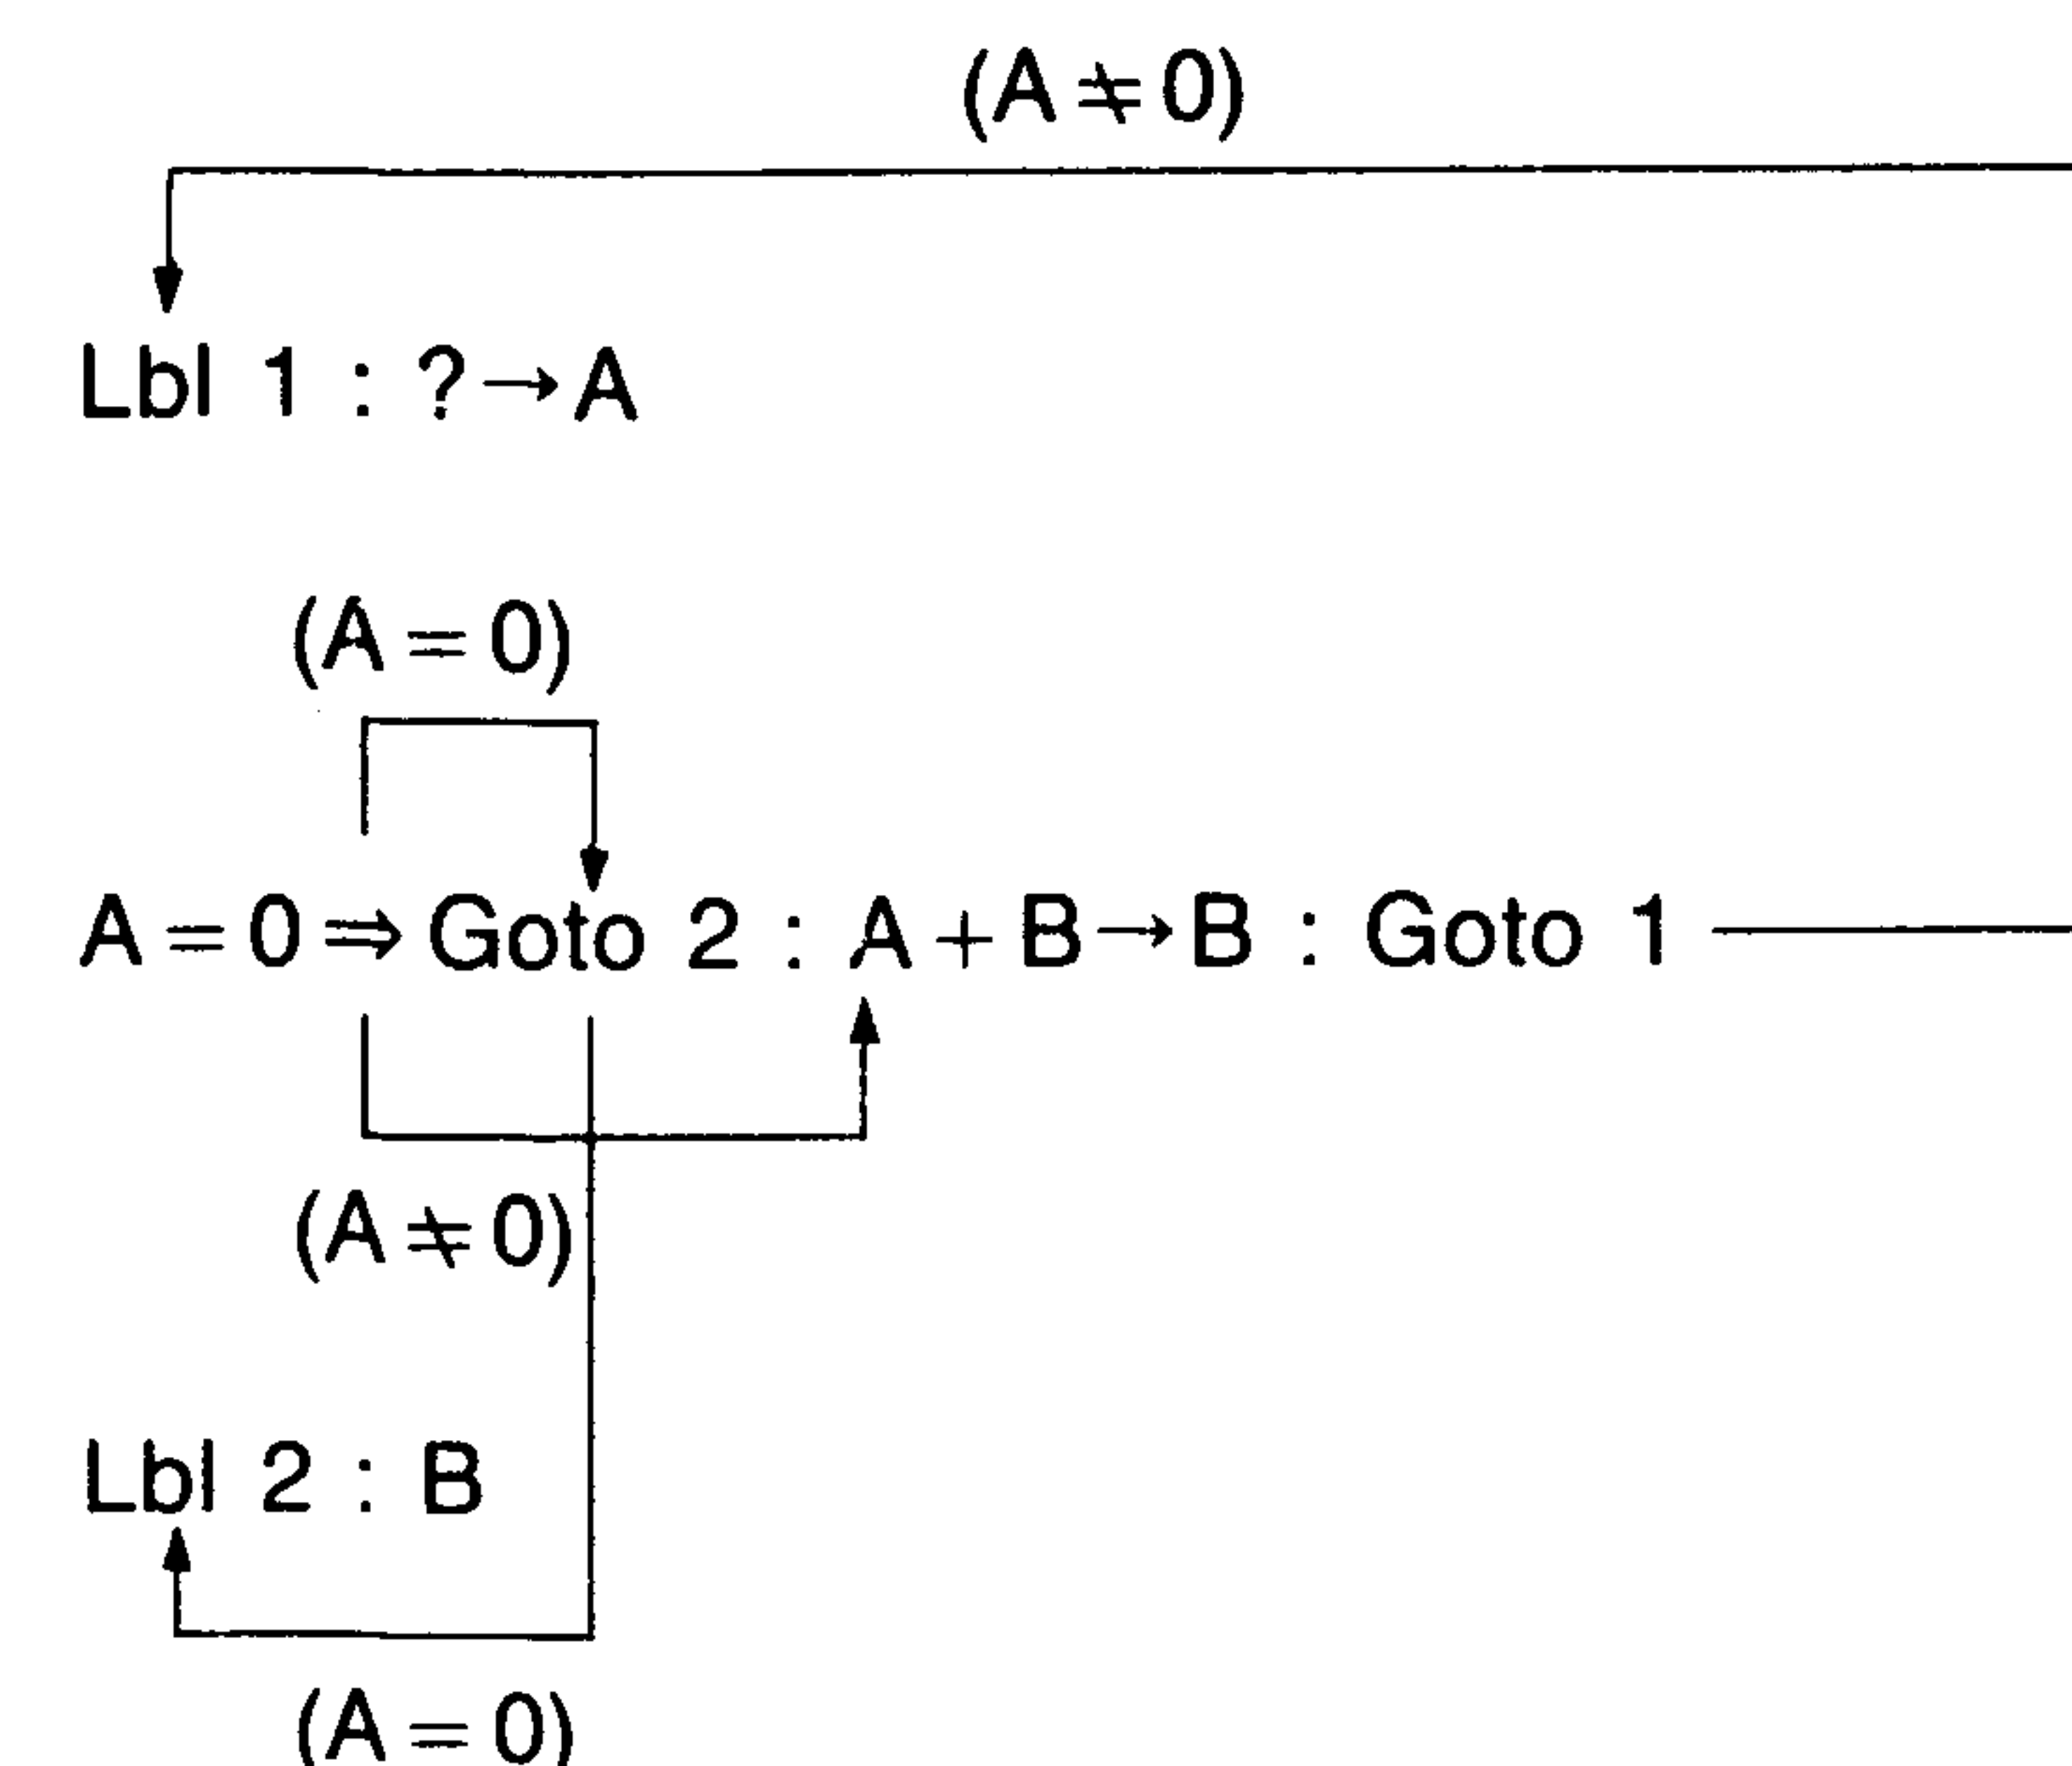 (A ≠ 0)
Lbl 1 : ?→A
(A = 0)
A = 0 ⇒ Goto 2 : A + B→B : Goto 1
(A ≠ 0)
Lbl 2 : B
(A = 0)